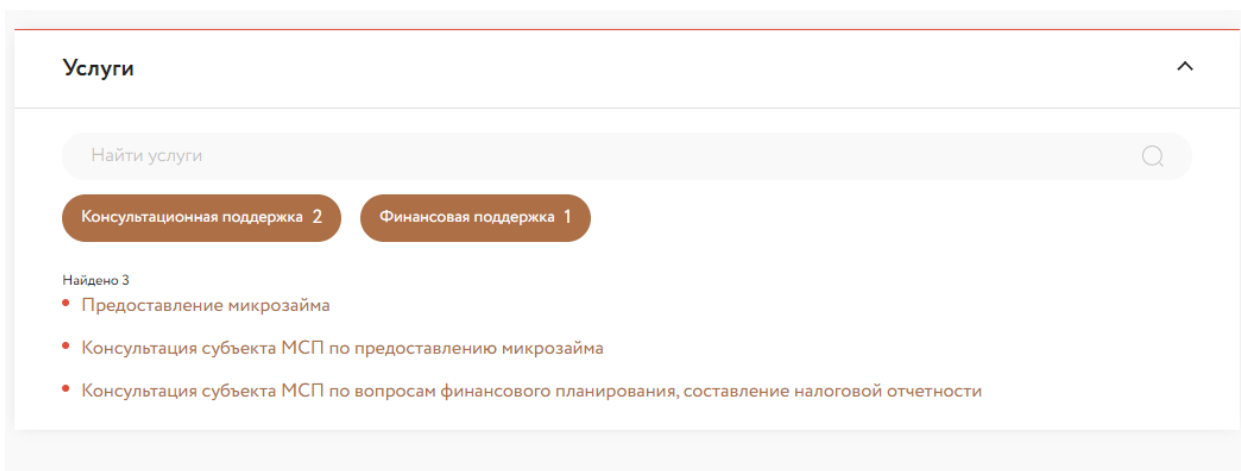 Услуги
Найти услуги
Консультационная поддержка 2
Финансовая поддержка 1
Найдено 3
Предоставление микрозайма
Консультация субъекта МСП по предоставлению микрозайма
Консультация субъекта МСП по вопросам финансового планирования, составление налоговой отчетности